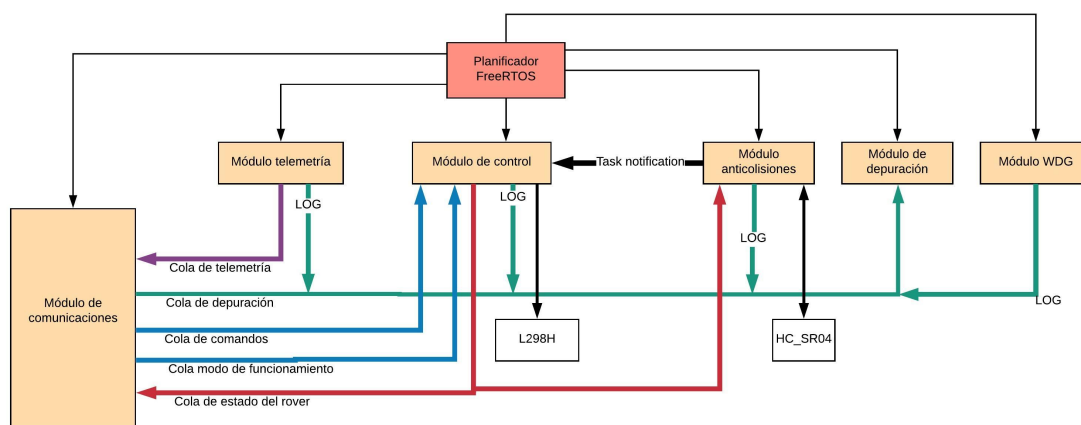 Planificador
FreeRTOS
Módulo telemetría
Módulo de control
Task notification
Módulo
anticolisiones
Módulo de
depuración
Módulo WDG
LOG
LOG
LOG
LOG
Módulo de
comunicaciones
Cola de telemetría
Cola de depuración
Cola de comandos
Cola modo de funcionamiento
Cola de estado del rover
L298H
HC_SR04